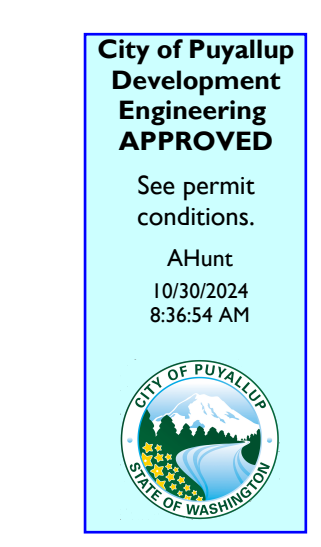 City of Puyallup
Development
Engineering
APPROVED
See permit
conditions.
AHunt
10/30/2024
8:36:54 AM
CITY OF PUYALLUP
STATE OF WASHINGTON